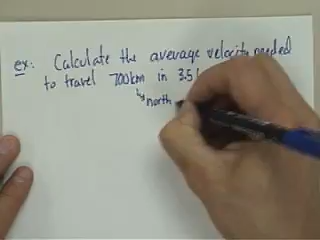 ex: Calculate the average velocity needed
to travel 700km in 3.5
by north